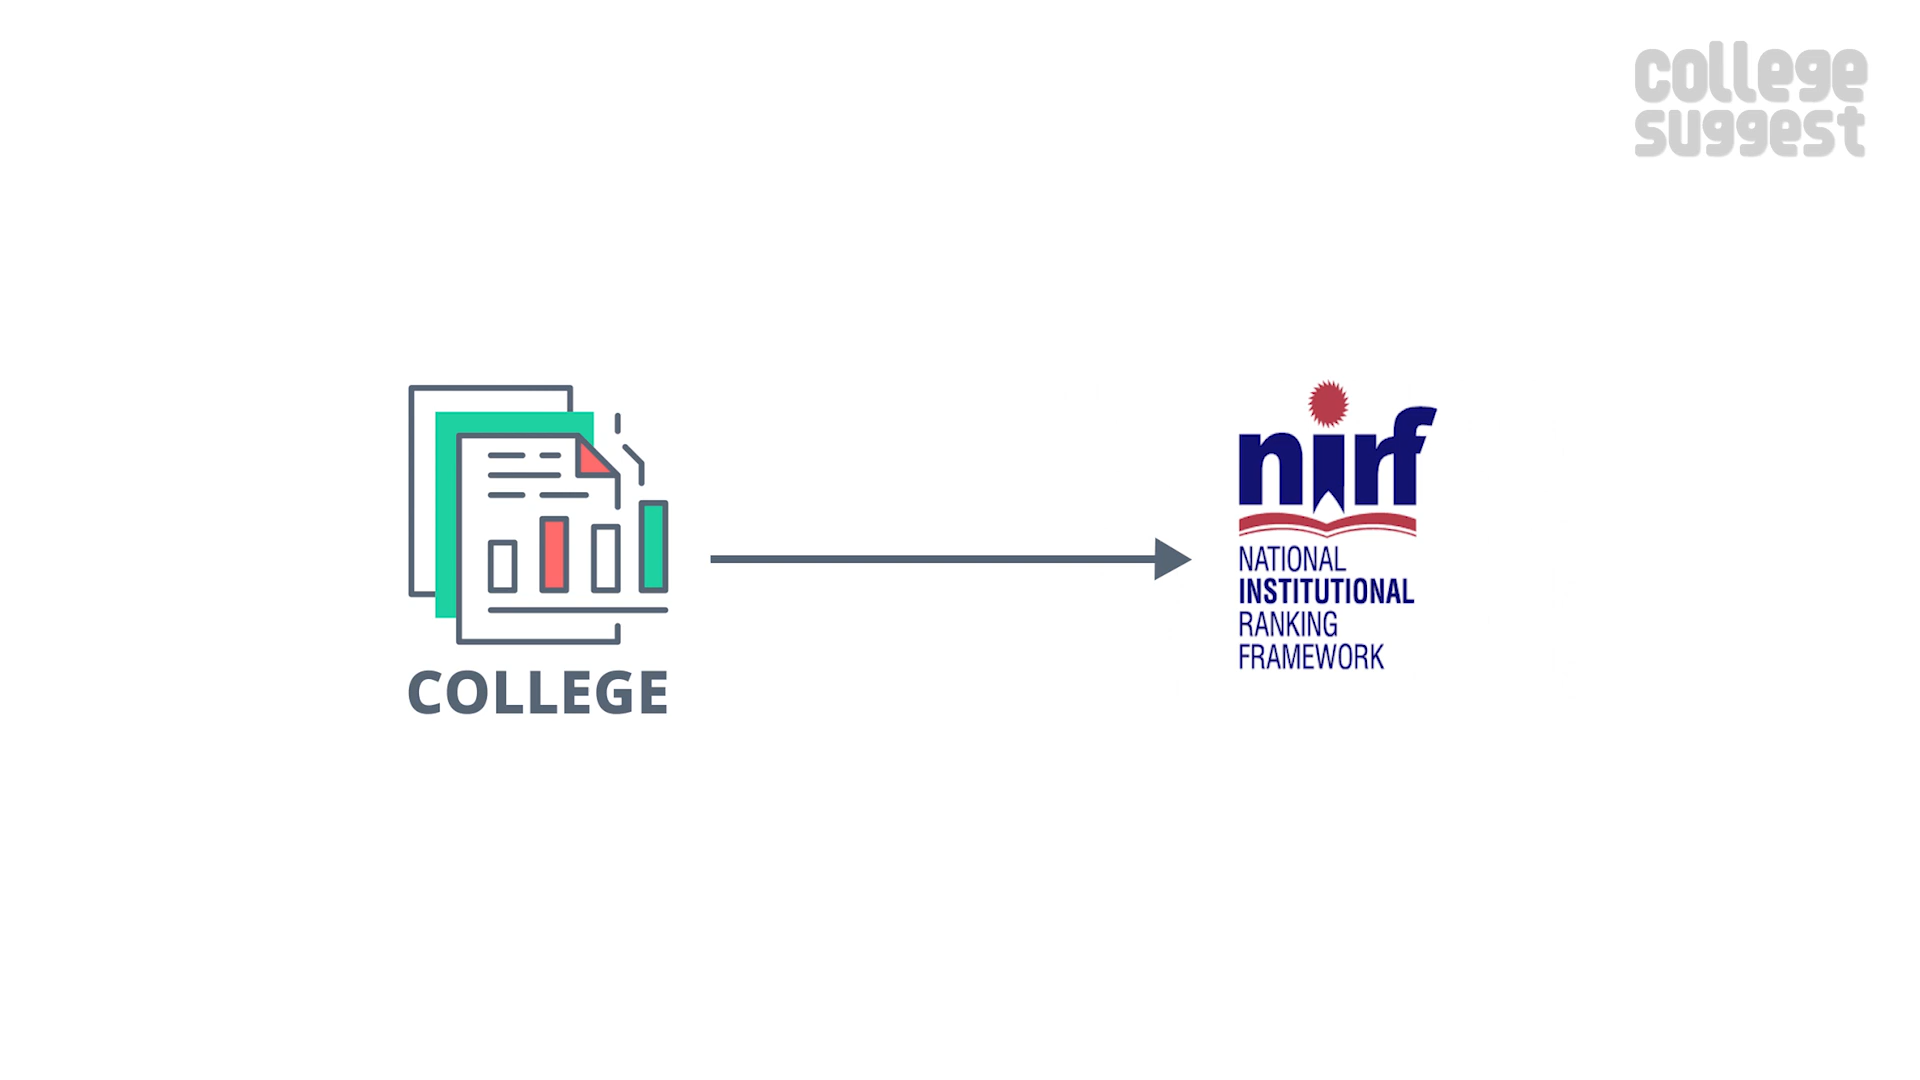 college
suggest
COLLEGE
nirf
NATIONAL
INSTITUTIONAL
RANKING
FRAMEWORK